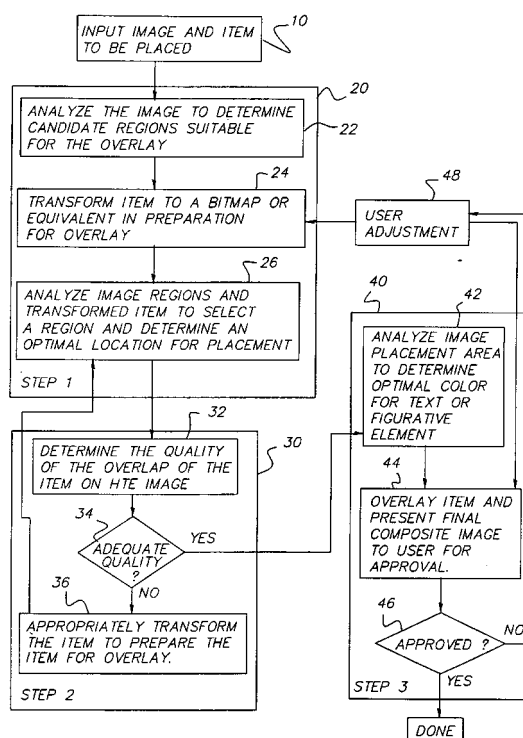 INPUT IMAGE AND ITEM
TO BE PLACED
10
20
ANALYZE THE IMAGE TO DETERMINE
CANDIDATE REGIONS SUITABLE
FOR THE OVERLAY
22
24
TRANSFORM ITEM TO A BITMAP OR
EQUIVALENT IN PREPARATION
FOR OVERLAY
26
ANALYZE IMAGE REGIONS AND
TRANSFORMED ITEM TO SELECT
A REGION AND DETERMINE AN
OPTIMAL LOCATION FOR PLACEMENT
STEP 1
32
30
DETERMINE THE QUALITY
OF THE OVERLAP OF THE
ITEM ON HTE IMAGE
34
ADEQUATE
QUALITY
?
YES
NO
36
APPROPRIATELY TRANSFORM
THE ITEM TO PREPARE THE
ITEM FOR OVERLAY.
STEP 2
48
USER
ADJUSTMENT
40
42
ANALYZE IMAGE
PLACEMENT AREA
TO DETERMINE
OPTIMAL COLOR
FOR TEXT OR
FIGURATIVE
ELEMENT
44
OVERLAY ITEM AND
PRESENT FINAL
COMPOSITE IMAGE
TO USER FOR
APPROVAL.
46
APPROVED ?
NO
YES
STEP 3
DONE